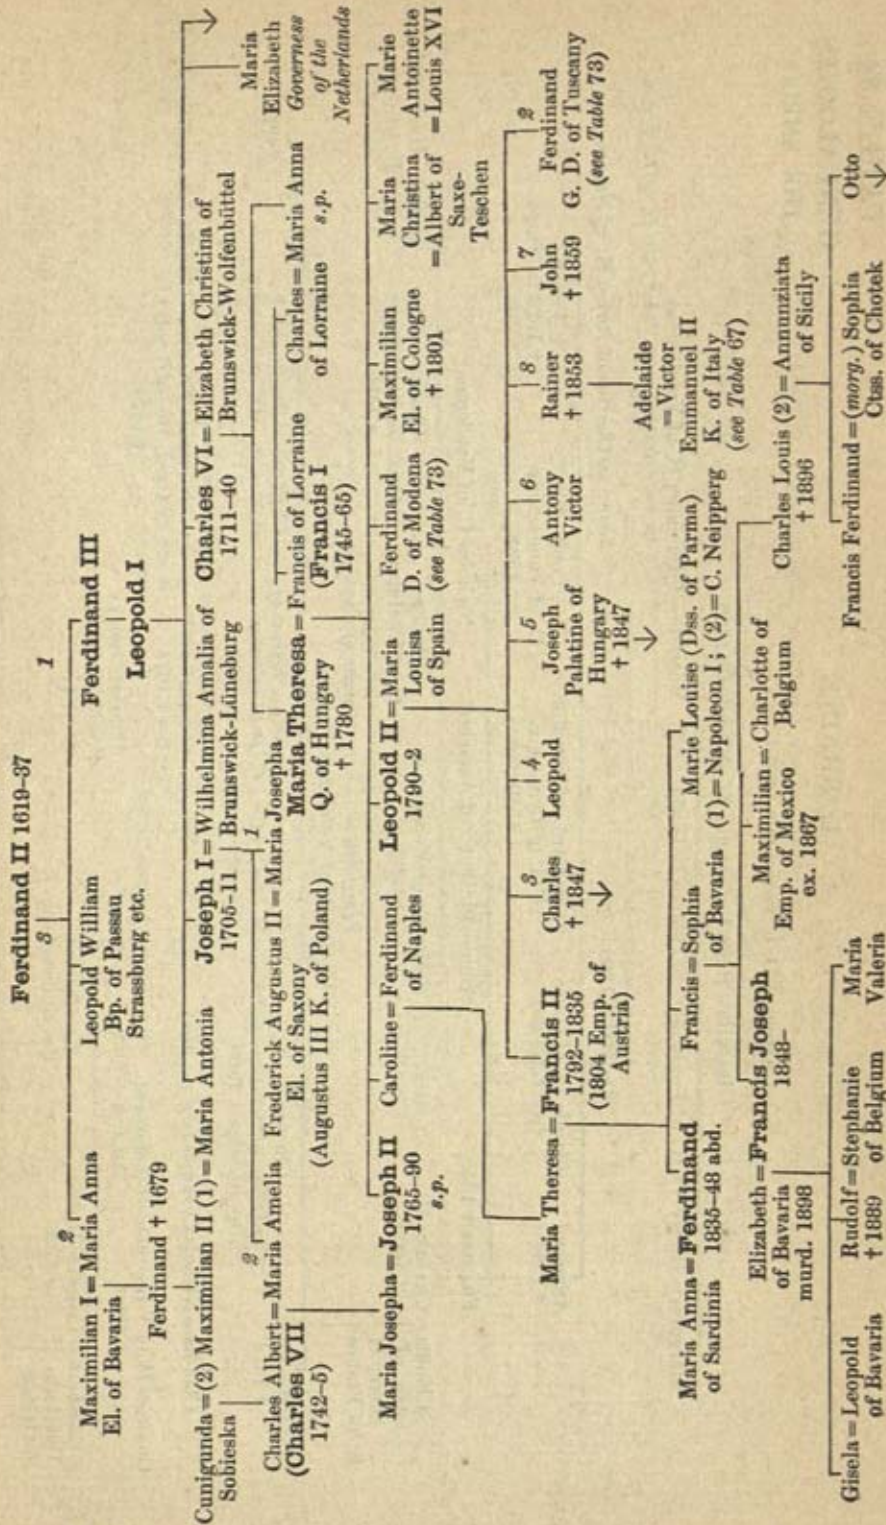 Ferdinand II 1619–37
3
2
1
Maximilian I = Maria Anna
El. of Bavaria
Leopold William
Bp. of Passau
Strassburg etc.
Ferdinand III
Ferdinand † 1679
Leopold I
Cunigunda = (2) Maximilian II (1) = Maria Antonia
Sobieska
Joseph I = Wilhelmina Amalia of
1705–11
Brunswick-Lüneburg
Charles VI = Elizabeth Christina of
1711–40
Brunswick-Wolfenbüttel
Maria
Elizabeth
Governess
of the
Netherlands
2
1
Charles Albert = Maria Amelia
(Charles VII
1742–5)
Frederick Augustus II = Maria Josepha
El. of Saxony
(Augustus III K. of Poland)
Maria Theresa = Francis of Lorraine
Q. of Hungary
† 1780
(Francis I
1745–65)
Charles = Maria Anna
of Lorraine
s.p.
Maria Josepha = Joseph II
1765–90
s.p.
Caroline = Ferdinand
of Naples
Leopold II = Maria
1790–2
Louisa
of Spain
Ferdinand
D. of Modena
(see Table 73)
Maximilian
El. of Cologne
† 1801
Maria
Christina
= Albert of
Saxe-
Teschen
Marie
Antoinette
= Louis XVI
Maria Theresa = Francis II
1792–1835
(1804 Emp. of
Austria)
3
Charles
† 1847
4
Leopold
5
Joseph
Palatine of
Hungary
† 1847
6
Antony
Victor
8
Rainer
† 1853
7
John
† 1859
2
Ferdinand
G. D. of Tuscany
(see Table 73)
Adelaide
= Victor
Emmanuel II
K. of Italy
(see Table 67)
Maria Anna = Ferdinand
of Sardinia
1835–48 abd.
Francis = Sophia
of Bavaria
Marie Louise (Dss. of Parma)
(1) = Napoleon I; (2) = C. Neipperg
Elizabeth = Francis Joseph
of Bavaria
murd. 1898
1848–
Maximilian = Charlotte of
Emp. of Mexico
Belgium
ex. 1867
Charles Louis (2) = Annunziata
† 1896
of Sicily
Gisela = Leopold
of Bavaria
Rudolf = Stephanie
† 1889
of Belgium
Maria
Valeria
Francis Ferdinand = (morg.) Sophia
Ctss. of Chotek
Otto